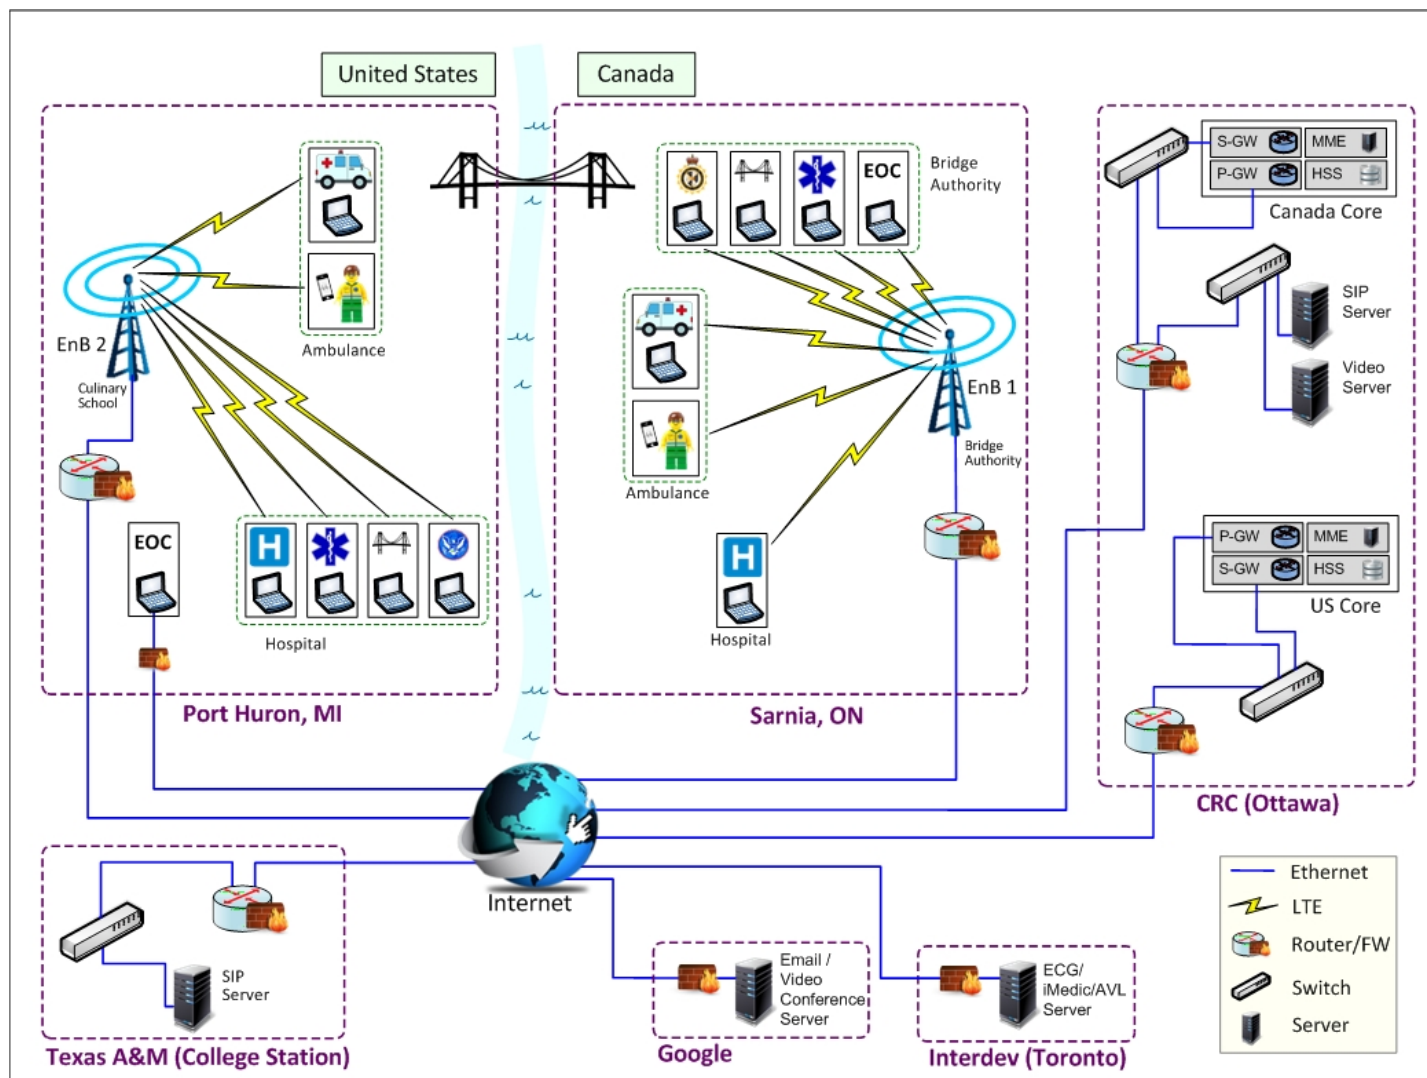 United States
Canada
Bridge
Authority
EOC
S-GW
MME
P-GW
HSS
Canada Core
SIP
Server
Video
Server
EnB 2
Culinary
School
Ambulance
EnB 1
Bridge
Authority
Ambulance
EOC
H
Hospital
H
Hospital
P-GW
MME
S-GW
HSS
US Core
Port Huron, MI
Sarnia, ON
CRC (Ottawa)
Internet
SIP
Server
Texas A&M (College Station)
Email /
Video
Conference
Server
Google
ECG/
iMedic/AVL
Server
Interdev (Toronto)
Ethernet
LTE
Router/FW
Switch
Server